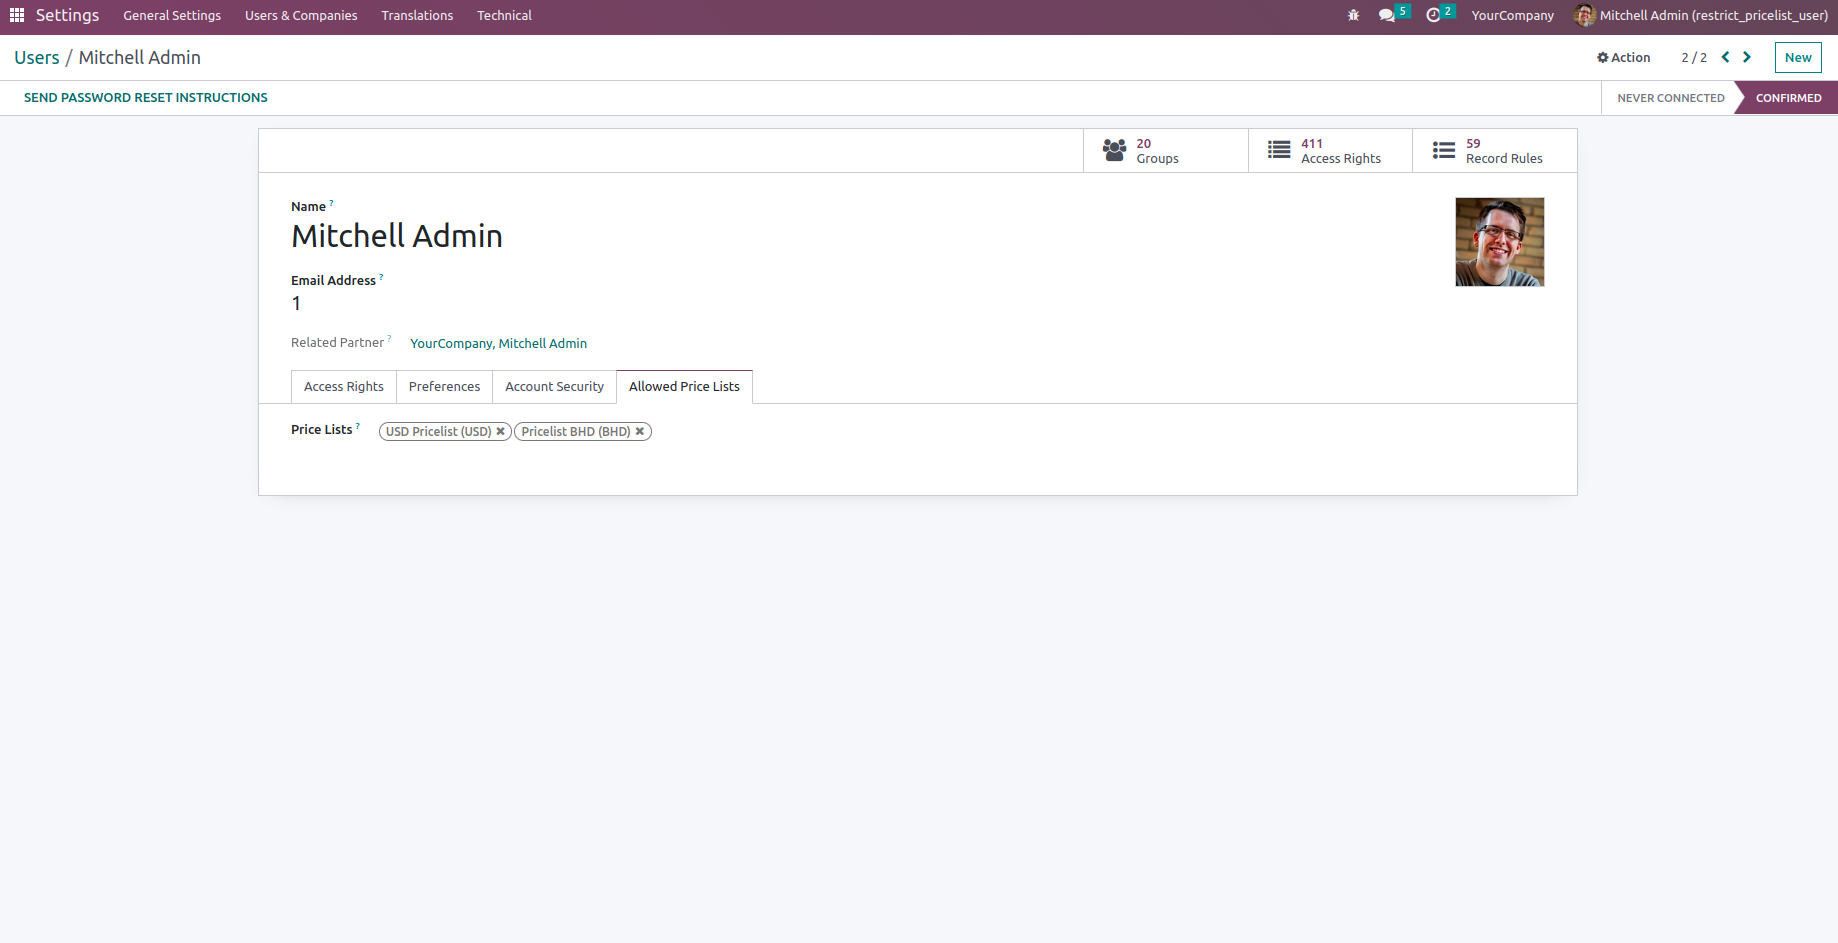 Settings General Settings Users & Companies Translations Technical 5 2 YourCompany Mitchell Admin (restrict_pricelist_user)
Users / Mitchell Admin Action 2 / 2 New
SEND PASSWORD RESET INSTRUCTIONS NEVER CONNECTED CONFIRMED
20 411 59
Groups Access Rights Record Rules
Name ?
Mitchell Admin
Email Address ?
1
Related Partner ? YourCompany, Mitchell Admin
Access Rights Preferences Account Security Allowed Price Lists
Price Lists ? USD Pricelist (USD) ✖ Pricelist BHD (BHD) ✖